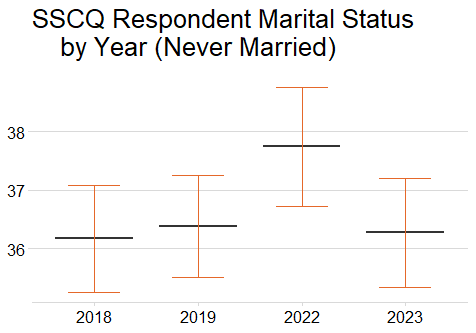 SSCQ Respondent Marital Status
by Year (Never Married)
38
37
36
2018 2019 2022 2023